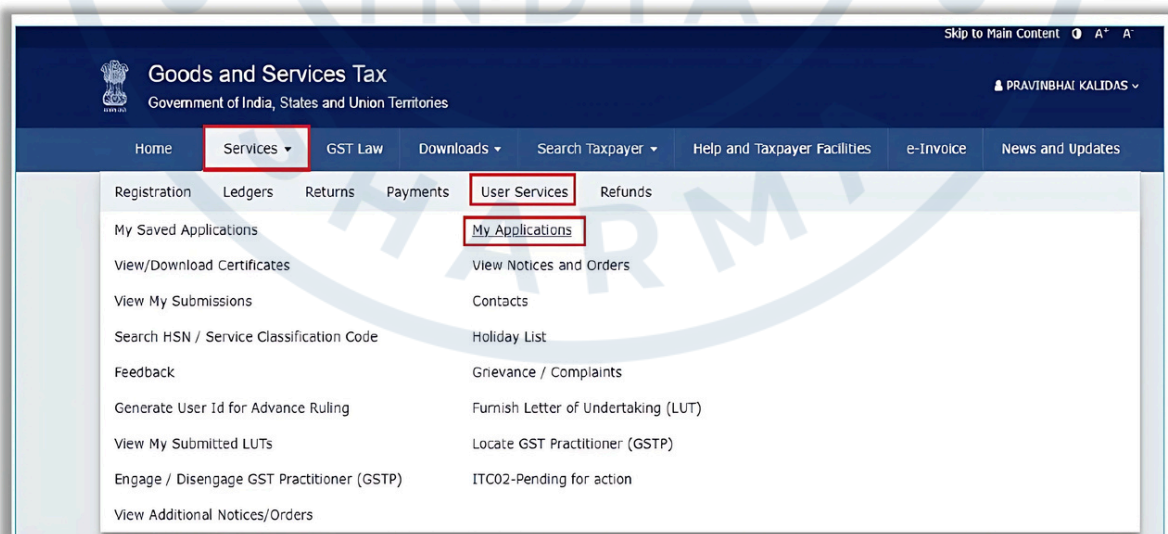 INDIA
Skip to Main Content A+ A-
Goods and Services Tax
Government of India, States and Union Territories
PRAVINBHAI KALIDAS
Home Services GST Law Downloads Search Taxpayer Help and Taxpayer Facilities e-Invoice News and Updates
Registration Ledgers Returns Payments User Services Refunds
My Saved Applications My Applications
View/Download Certificates View Notices and Orders
View My Submissions Contacts
Search HSN / Service Classification Code Holiday List
Feedback Grievance / Complaints
Generate User Id for Advance Ruling Furnish Letter of Undertaking (LUT)
View My Submitted LUTs Locate GST Practitioner (GSTP)
Engage / Disengage GST Practitioner (GSTP) ITC02-Pending for action
View Additional Notices/Orders
SHARMA